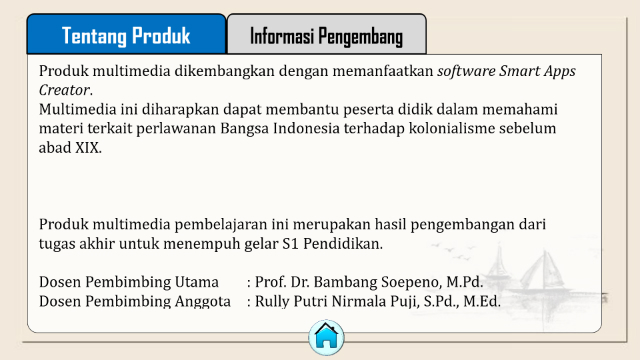 Tentang Produk
Informasi Pengembang
Produk multimedia dikembangkan dengan memanfaatkan software Smart Apps
Creator.
Multimedia ini diharapkan dapat membantu peserta didik dalam memahami
materi terkait perlawanan Bangsa Indonesia terhadap kolonialisme sebelum
abad XIX.
Produk multimedia pembelajaran ini merupakan hasil pengembangan dari
tugas akhir untuk menempuh gelar S1 Pendidikan.
Dosen Pembimbing Utama : Prof. Dr. Bambang Soepeno, M.Pd.
Dosen Pembimbing Anggota : Rully Putri Nirmala Puji, S.Pd., M.Ed.